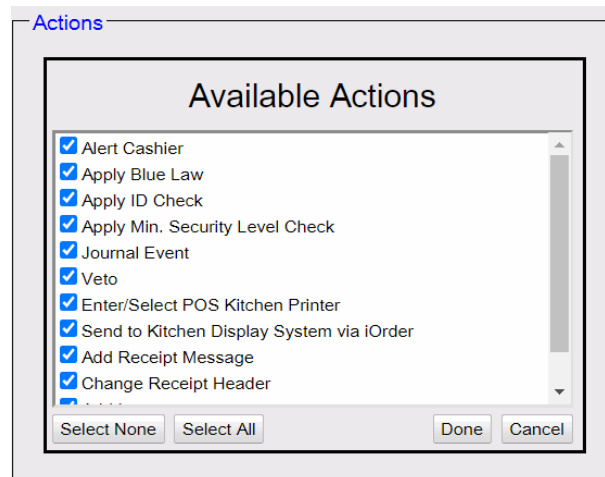 Actions
Available Actions
Alert Cashier
Apply Blue Law
Apply ID Check
Apply Min. Security Level Check
Journal Event
Veto
Enter/Select POS Kitchen Printer
Send to Kitchen Display System via iOrder
Add Receipt Message
Change Receipt Header
Select None Select All Done Cancel